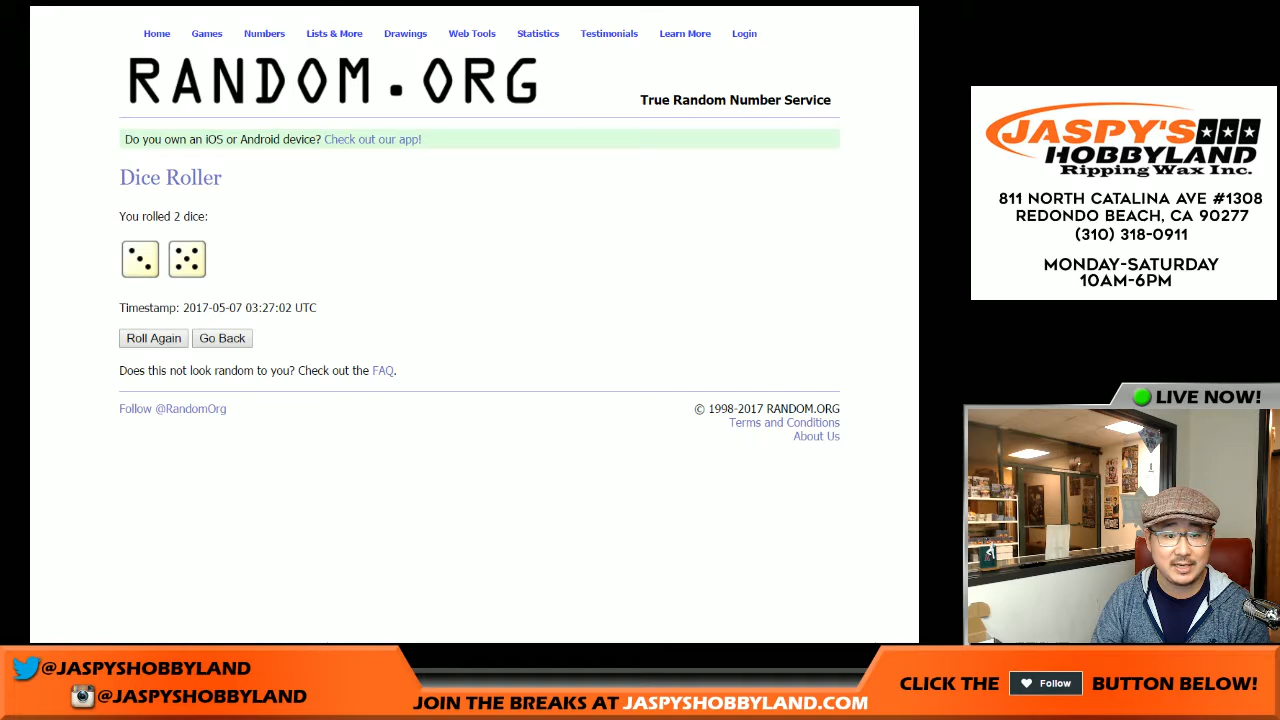 Home Games Numbers Lists & More Drawings Web Tools Statistics Testimonials Learn More Login
RANDOM.ORG
True Random Number Service
Do you own an iOS or Android device? Check out our app!
Dice Roller
You rolled 2 dice:
Timestamp: 2017-05-07 03:27:02 UTC
Roll Again Go Back
Does this not look random to you? Check out the FAQ.
Follow @RandomOrg
© 1998-2017 RANDOM.ORG
Terms and Conditions
About Us
JASPY'S
HOBBYLAND
Ripping Wax Inc.
811 NORTH CATALINA AVE #1308
REDONDO BEACH, CA 90277
(310) 318-0911
MONDAY-SATURDAY
10AM-6PM
LIVE NOW!
@JASPYSHOBBYLAND
@JASPYSHOBBYLAND
JOIN THE BREAKS AT JASPYSHOBBYLAND.COM
CLICK THE Follow BUTTON BELOW!